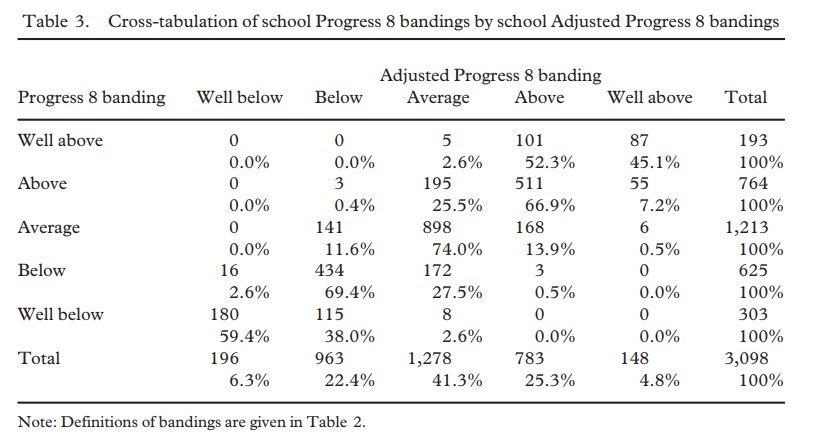 Table 3. Cross-tabulation of school Progress 8 bandings by school Adjusted Progress 8 bandings
Adjusted Progress 8 banding
Progress 8 banding Well below Below Average Above Well above Total
Well above 0 0 5 101 87 193
0.0% 0.0% 2.6% 52.3% 45.1% 100%
Above 0 3 195 511 55 764
0.0% 0.4% 25.5% 66.9% 7.2% 100%
Average 0 141 898 168 6 1,213
0.0% 11.6% 74.0% 13.9% 0.5% 100%
Below 16 434 172 3 0 625
2.6% 69.4% 27.5% 0.5% 0.0% 100%
Well below 180 115 8 0 0 303
59.4% 38.0% 2.6% 0.0% 0.0% 100%
Total 196 963 1,278 783 148 3,098
6.3% 22.4% 41.3% 25.3% 4.8% 100%
Note: Definitions of bandings are given in Table 2.